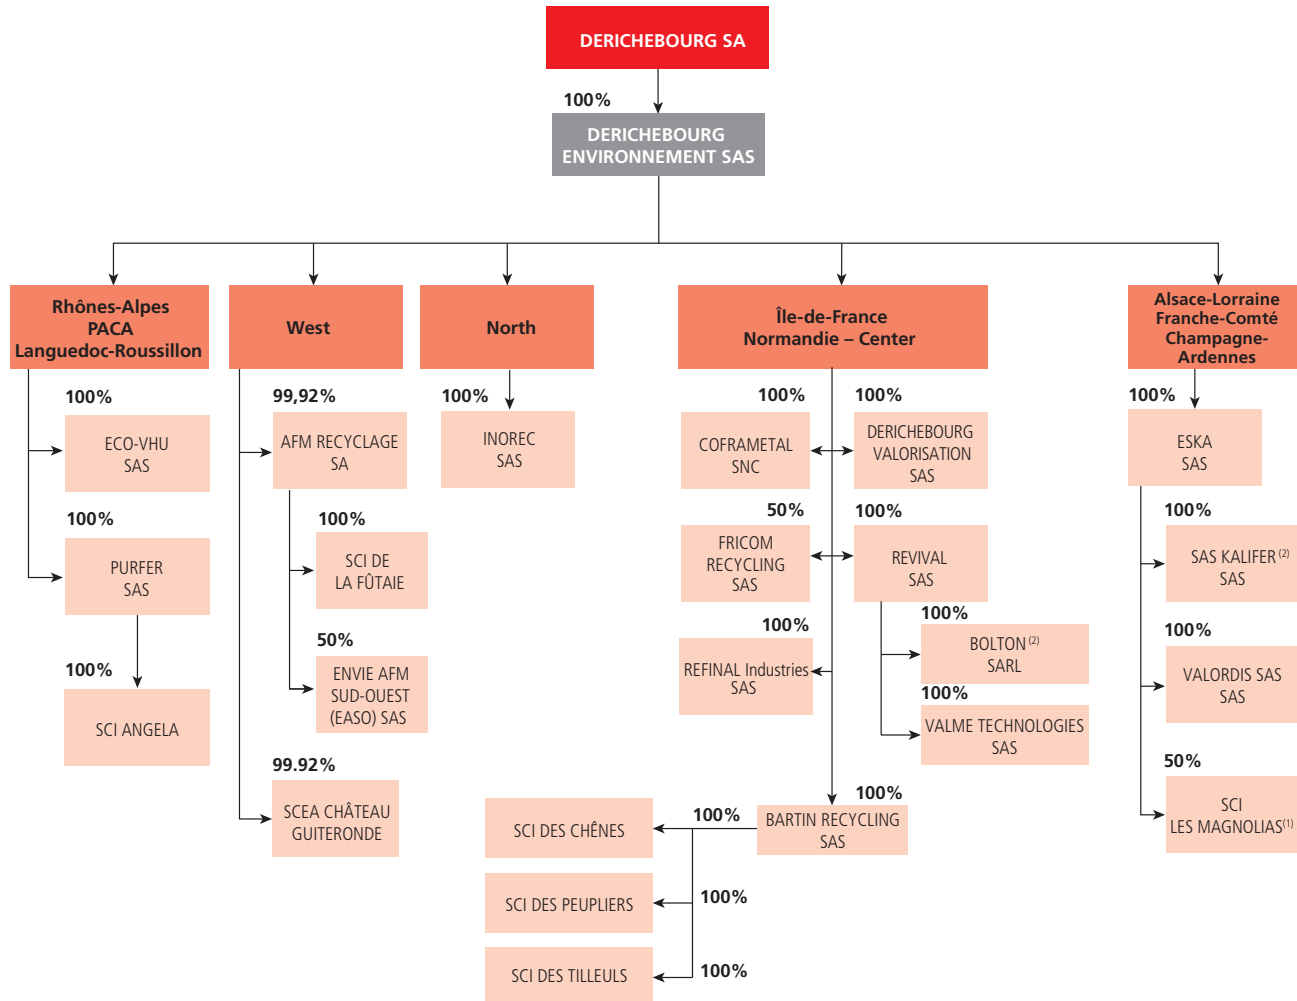 DERICHEBOURG SA
100%
DERICHEBOURG
ENVIRONNEMENT SAS
Rhônes-Alpes
PACA
Languedoc-Roussillon
100%
ECO-VHU
SAS
100%
PURFER
SAS
100%
SCI ANGELA
West
99,92%
AFM RECYCLAGE
SA
100%
SCI DE
LA FÛTAIE
50%
ENVIE AFM
SUD-OUEST
(EASO) SAS
99.92%
SCEA CHÂTEAU
GUITERONDE
North
100%
INOREC
SAS
Île-de-France
Normandie – Center
100%
COFRAMETAL
SNC
100%
DERICHEBOURG
VALORISATION
SAS
50%
FRICOM
RECYCLING
SAS
100%
REVIVAL
SAS
100%
BOLTON (2)
SARL
100%
VALME TECHNOLOGIES
SAS
100%
REFINAL Industries
SAS
100%
BARTIN RECYCLING
SAS
100%
SCI DES CHÊNES
100%
SCI DES PEUPLIERS
100%
SCI DES TILLEULS
Alsace-Lorraine
Franche-Comté
Champagne-
Ardennes
100%
ESKA
SAS
100%
SAS KALIFER (2)
SAS
100%
VALORDIS SAS
SAS
50%
SCI
LES MAGNOLIAS(1)